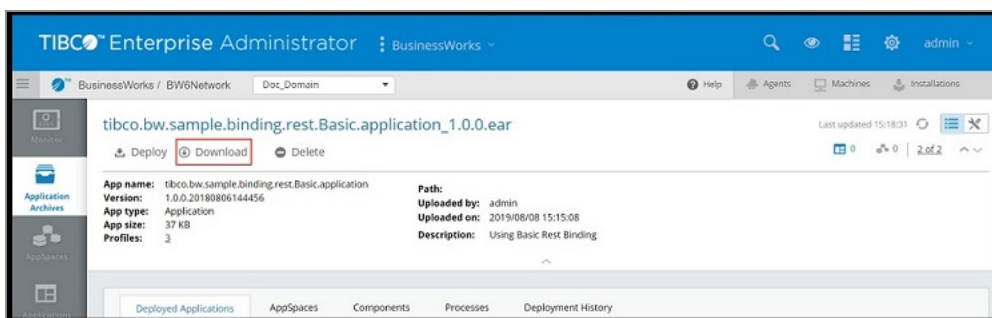 TIBCO™ Enterprise Administrator BusinessWorks admin
BusinessWorks / BW6Network Doc_Domain Help Agents Machines Installations
Monitor
tibco.bw.sample.binding.rest.Basic.application_1.0.0.ear Last updated 15:18:31
Deploy Download Delete 0 0 2 of 2
Application Archives
App name: tibco.bw.sample.binding.rest.Basic.application
Version: 1.0.0.20180806144456
App type: Application
App size: 37 KB
Profiles: 3
Path:
Uploaded by: admin
Uploaded on: 2019/08/08 15:15:08
Description: Using Basic Rest Binding
AppSpaces
Applications
Deployed Applications AppSpaces Components Processes Deployment History